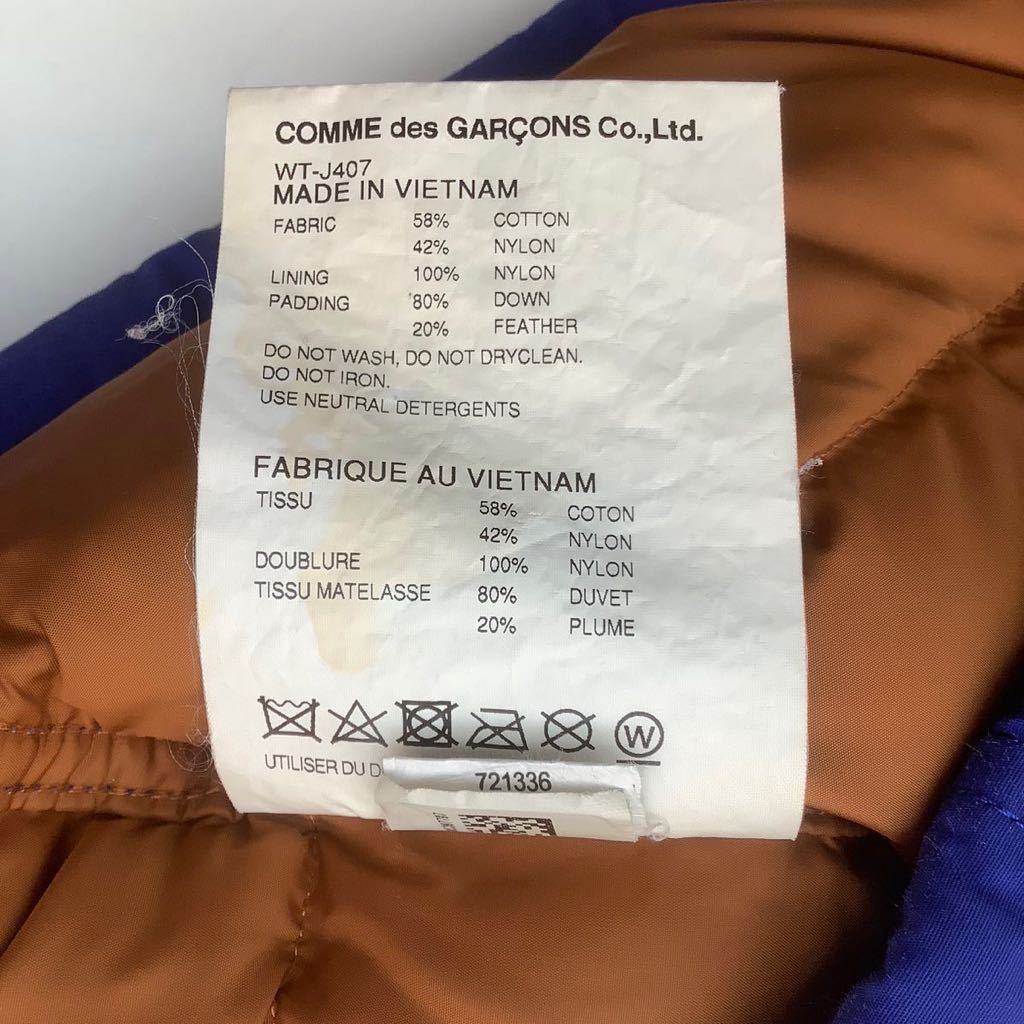 COMME des GARÇONS Co.,Ltd.
WT-J407
MADE IN VIETNAM
FABRIC 58% COTTON
42% NYLON
LINING 100% NYLON
PADDING 80% DOWN
20% FEATHER
DO NOT WASH, DO NOT DRYCLEAN.
DO NOT IRON.
USE NEUTRAL DETERGENTS
FABRIQUE AU VIETNAM
TISSU 58% COTON
42% NYLON
DOUBLURE 100% NYLON
TISSU MATELASSE 80% DUVET
20% PLUME
W
UTILISER DU D
721336